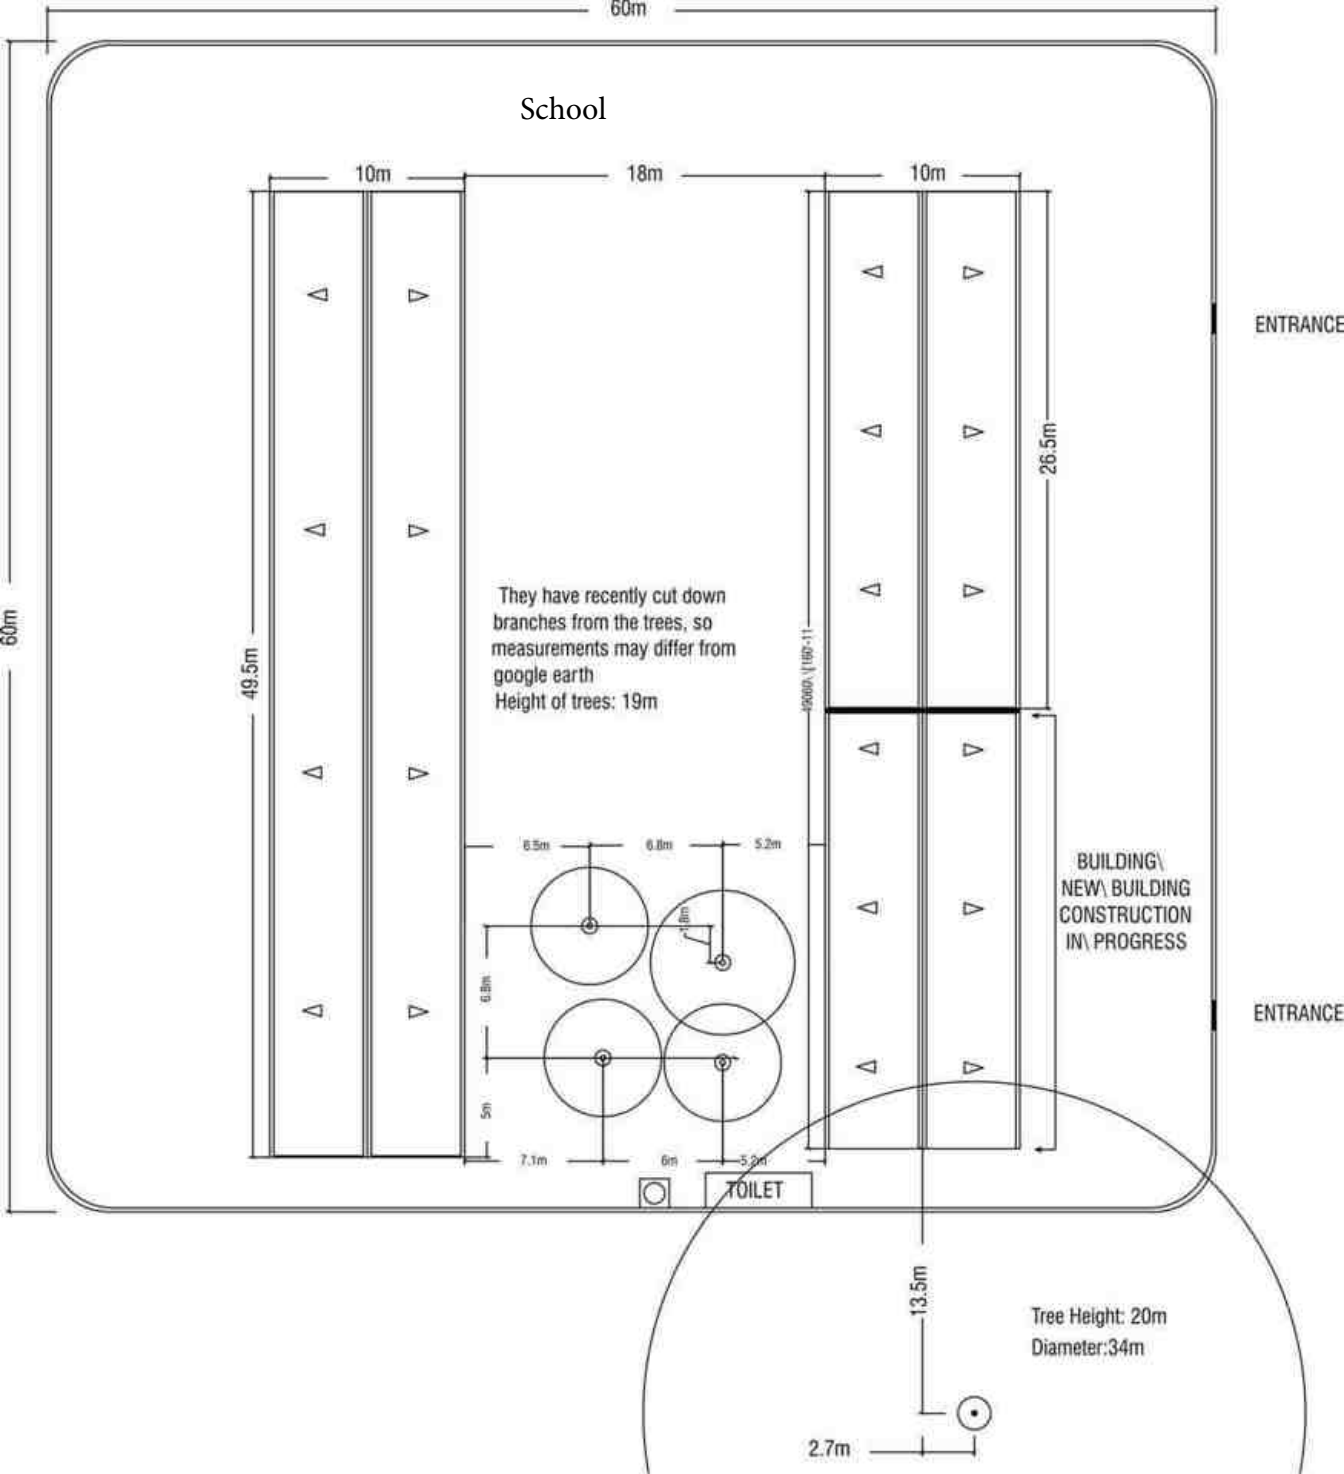 60m
School
10m
18m
10m
ENTRANCE
26.5m
They have recently cut down
branches from the trees, so
measurements may differ from
google earth
Height of trees: 19m
60m
49.5m
49060\ \[160'-11
6.5m
6.8m
5.2m
BUILDING\
NEW\ BUILDING
CONSTRUCTION
IN\ PROGRESS
1.8m
6.8m
ENTRANCE
5m
7.1m
6m
5.2m
TOILET
13.5m
Tree Height: 20m
Diameter:34m
2.7m